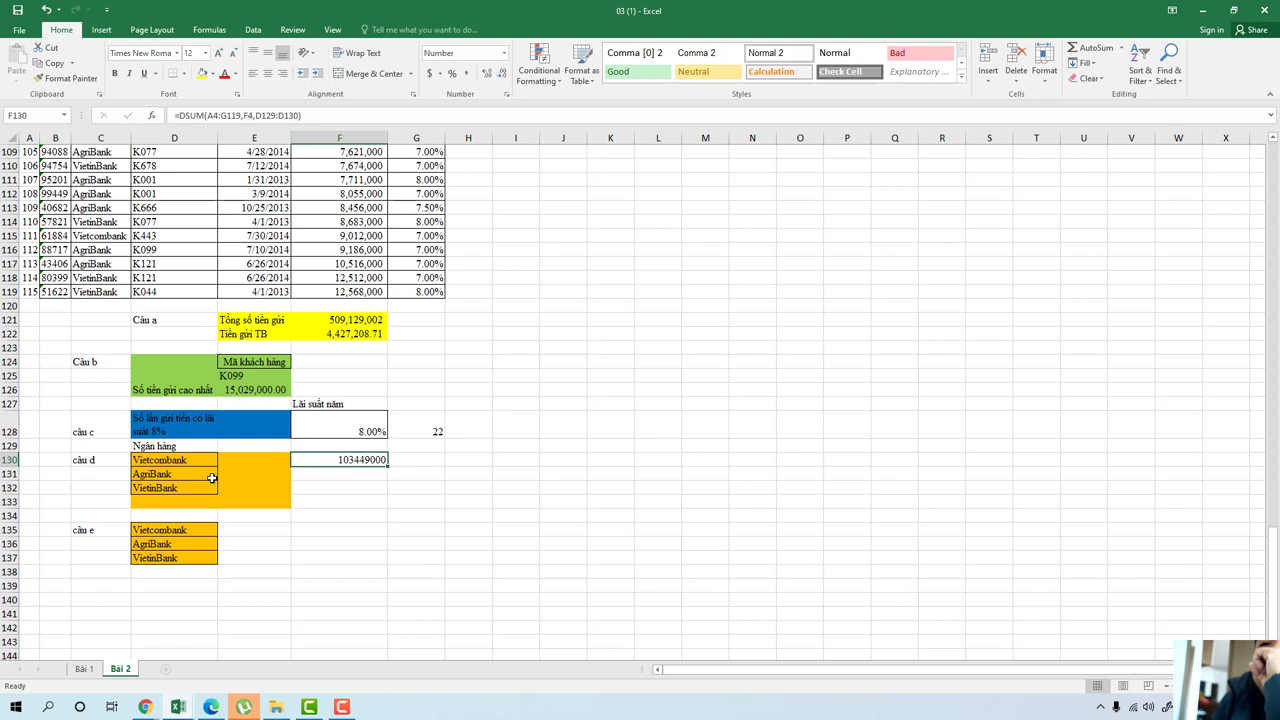 03 (1) - Excel
Sign in
Share
File
Home
Insert
Page Layout
Formulas
Data
Review
View
Tell me what you want to do...
Cut
Copy
Format Painter
Paste
Clipboard
Times New Roma
12
B I U
Font
Wrap Text
Merge & Center
Alignment
Number
$ % ,
Number
Conditional Formatting
Format as Table
Comma [0] 2
Comma 2
Normal 2
Normal
Bad
Good
Neutral
Calculation
Check Cell
Explanatory ...
Styles
Insert
Delete
Format
Cells
AutoSum
Fill
Clear
Sort & Filter
Find & Select
Editing
F130
=DSUM(A4:G119,F4,D129:D130)
A B C D E F G H I J K L M N O P Q R S T U V W X
109 105 94088 AgriBank K077 4/28/2014 7,621,000 7.00%
110 106 94754 VietinBank K678 7/12/2014 7,674,000 7.00%
111 107 95201 AgriBank K001 1/31/2013 7,711,000 8.00%
112 108 99449 AgriBank K001 3/9/2014 8,055,000 7.00%
113 109 40682 AgriBank K666 10/25/2013 8,456,000 7.50%
114 110 57821 VietinBank K077 4/1/2013 8,683,000 8.00%
115 111 61884 Vietcombank K443 7/30/2014 9,012,000 7.00%
116 112 88717 AgriBank K099 7/10/2014 9,186,000 7.00%
117 113 43406 AgriBank K121 6/26/2014 10,516,000 7.00%
118 114 80399 VietinBank K121 6/26/2014 12,512,000 7.00%
119 115 51622 VietinBank K044 4/1/2013 12,568,000 8.00%
120
121 Câu a Tổng số tiền gửi 509,129,002
122 Tiền gửi TB 4,427,208.71
123
124 Câu b Mã khách hàng
125 K099
126 Số tiền gửi cao nhất 15,029,000.00
127 Lãi suất năm
Số lần gửi tiền có lãi
128 câu c suất 8% 8.00% 22
129 Ngân hàng
130 câu d Vietcombank 103449000
131 AgriBank
132 VietinBank
133
134
135 câu e Vietcombank
136 AgriBank
137 VietinBank
138
139
140
141
142
143
144
Bài 1
Bài 2
Ready